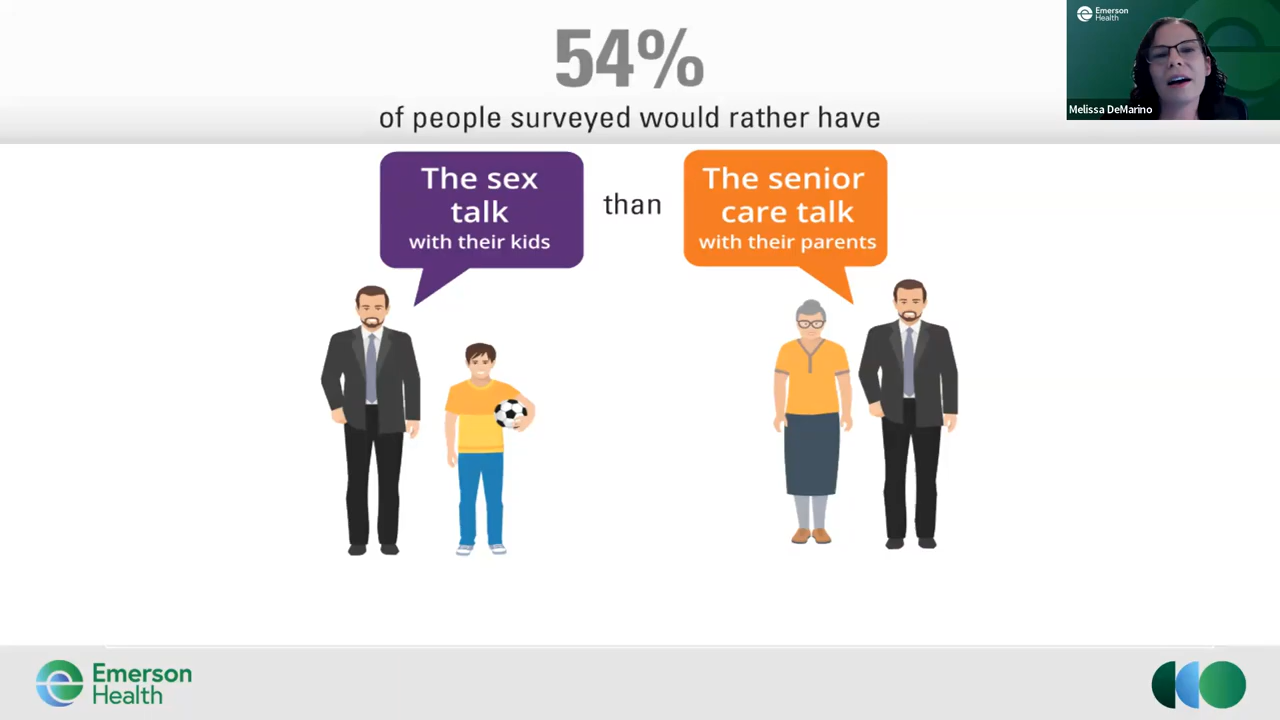 54%
of people surveyed would rather have
The sex
talk
with their kids
than
The senior
care talk
with their parents
Emerson
Health
Melissa DeMarino
Emerson
Health